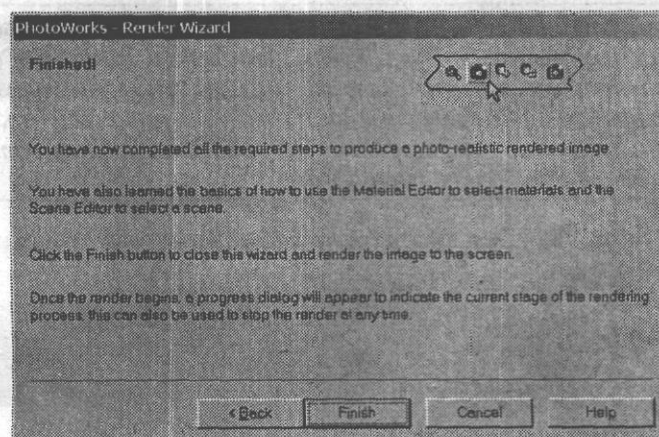 PhotoWorks - Render Wizard
Finished!
You have now completed all the required steps to produce a photo-realistic rendered image.
You have also learned the basics of how to use the Material Editor to select materials and the
Scene Editor to select a scene.
Click the Finish button to close this wizard and render the image to the screen.
Once the render begins, a progress dialog will appear to indicate the current stage of the rendering
process, this can also be used to stop the render at any time.
< Back
Finish
Cancel
Help